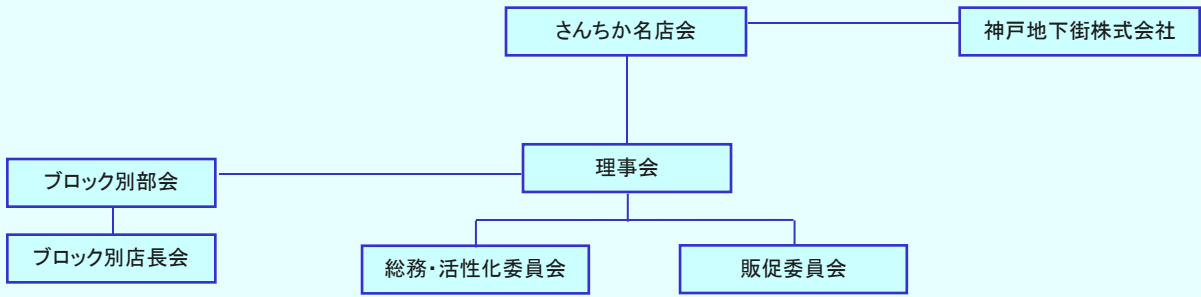 さんちか名店会
神戸地下街株式会社
理事会
ブロック別部会
ブロック別店長会
総務・活性化委員会
販促委員会